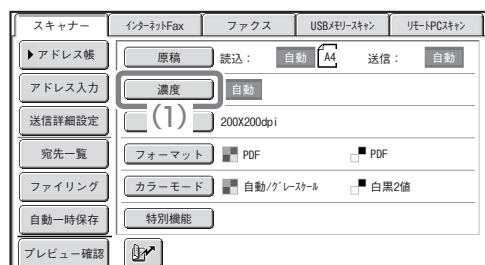 スキャナー インターネットFax ファクス USBメモリースキャン リモートPCスキャン
アドレス帳 原稿 読込： 自動 A4 送信： 自動
アドレス入力 濃度 自動
送信詳細設定 (1) 200X200dpi
宛先一覧 フォーマット PDF PDF
ファイリング カラーモード 自動/グレースケール 白黒2値
自動一時保存 特別機能
プレビュー確認